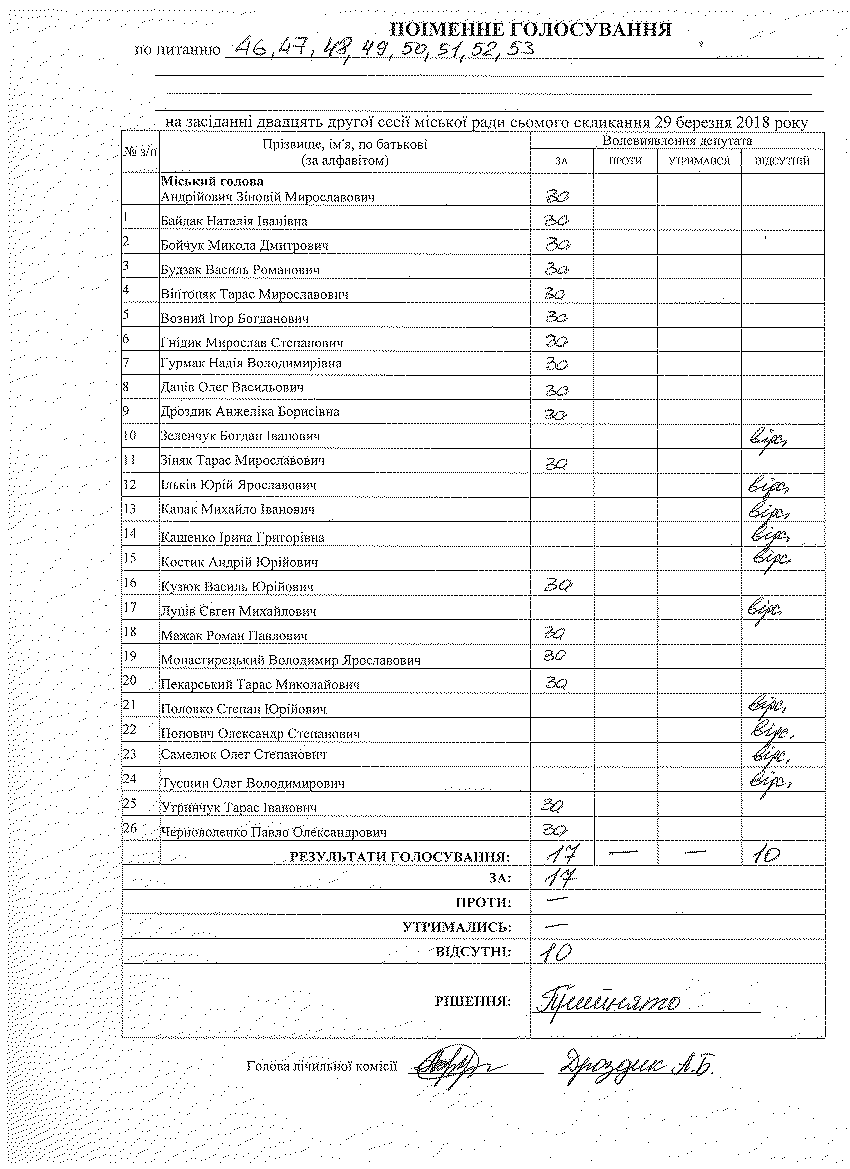 ПОІМЕННЕ ГОЛОСУВАННЯ
по питанню 46, 47, 48, 49, 50, 51, 52, 53
на засіданні двадцять другої сесії міської ради сьомого скликання 29 березня 2018 року
№ з/п Прізвище, ім'я, по батькові (за алфавітом) Волевиявлення депутата
ЗА ПРОТИ УТРИМАВСЯ ВІДСУТНІЙ
Міський голова
Андрійович Зіновій Мирославович за
1 Байдак Наталія Іванівна за
2 Бойчук Микола Дмитрович за
3 Будзак Василь Романович за
4 Вінтоняк Тарас Мирославович за
5 Возний Ігор Богданович за
6 Гнідик Мирослав Степанович за
7 Гурмак Надія Володимирівна за
8 Даців Олег Васильович за
9 Дроздик Анжеліка Борисівна за
10 Зеленчук Богдан Іванович відс.
11 Зіняк Тарас Мирославович за
12 Ільків Юрій Ярославович відс.
13 Капак Михайло Іванович відс.
14 Кашенко Ірина Григорівна відс.
15 Костик Андрій Юрійович відс.
16 Кузюк Василь Юрійович за
17 Луців Євген Михайлович відс.
18 Мажак Роман Павлович за
19 Монастирецький Володимир Ярославович за
20 Пекарський Тарас Миколайович за
21 Половко Степан Юрійович відс.
22 Попович Олександр Степанович відс.
23 Самелюк Олег Степанович відс.
24 Олег Володимирович відс.
25 Угринчук Тарас Іванович за
26 Черноволенко Павло Олександрович за
РЕЗУЛЬТАТИ ГОЛОСУВАННЯ: 17 — — 10
ЗА: 17
ПРОТИ: —
УТРИМАЛИСЬ: —
ВІДСУТНІ: 10
РІШЕННЯ: Прийнято
Голова лічильної комісії Дроздик А.Б.